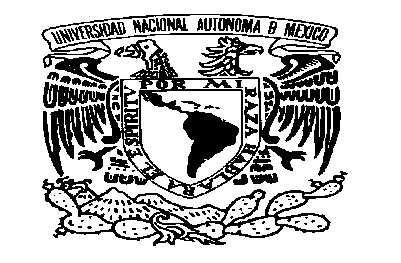 UNIVERSIDAD NACIONAL AUTONOMA D MEXICO
POR MI RAZA HABLARA EL ESPIRITU